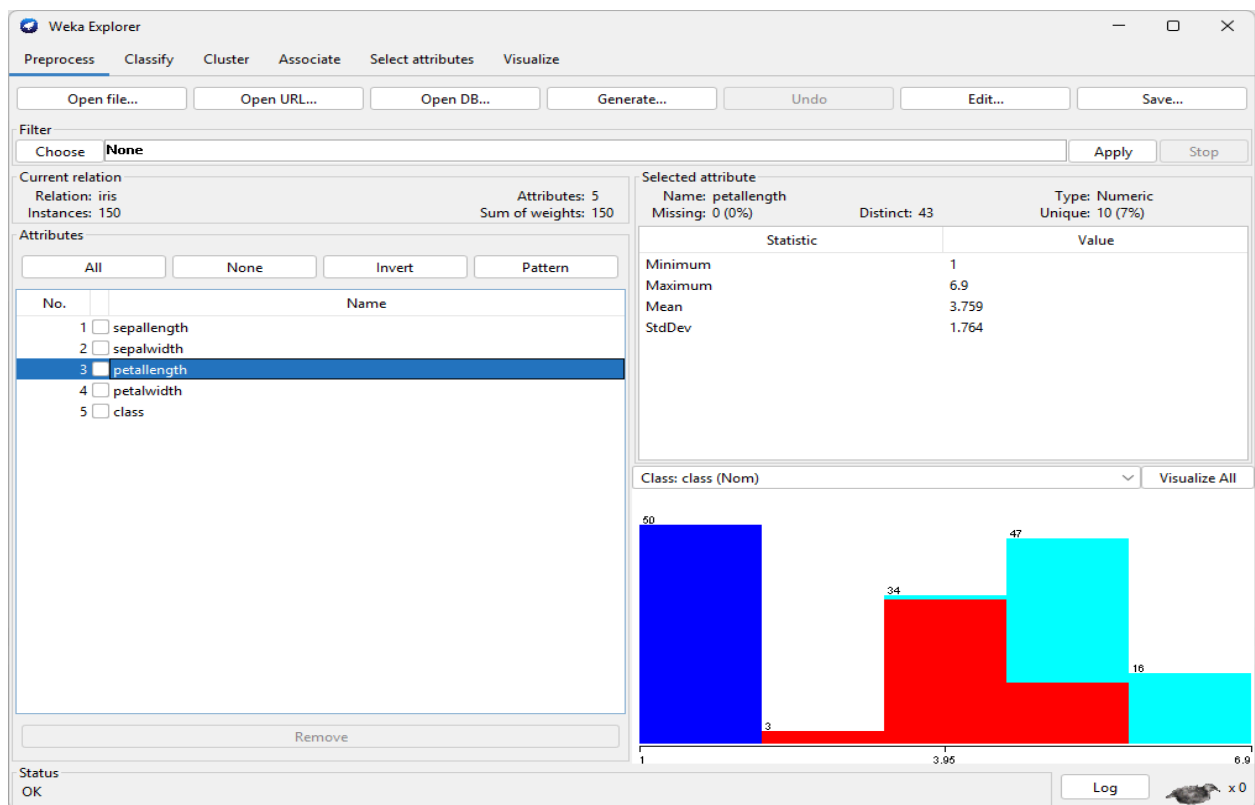 Weka Explorer
Preprocess Classify Cluster Associate Select attributes Visualize
Open file... Open URL... Open DB... Generate... Undo Edit... Save...
Filter
Choose None Apply Stop
Current relation
Relation: iris Attributes: 5
Instances: 150 Sum of weights: 150
Attributes
All None Invert Pattern
No. Name
1 sepallength
2 sepalwidth
3 petallength
4 petalwidth
5 class
Remove
Selected attribute
Name: petallength Type: Numeric
Missing: 0 (0%) Distinct: 43 Unique: 10 (7%)
Statistic Value
Minimum 1
Maximum 6.9
Mean 3.759
StdDev 1.764
Class: class (Nom) Visualize All
50
47
34
16
3
1 3.95 6.9
Status
OK Log x 0